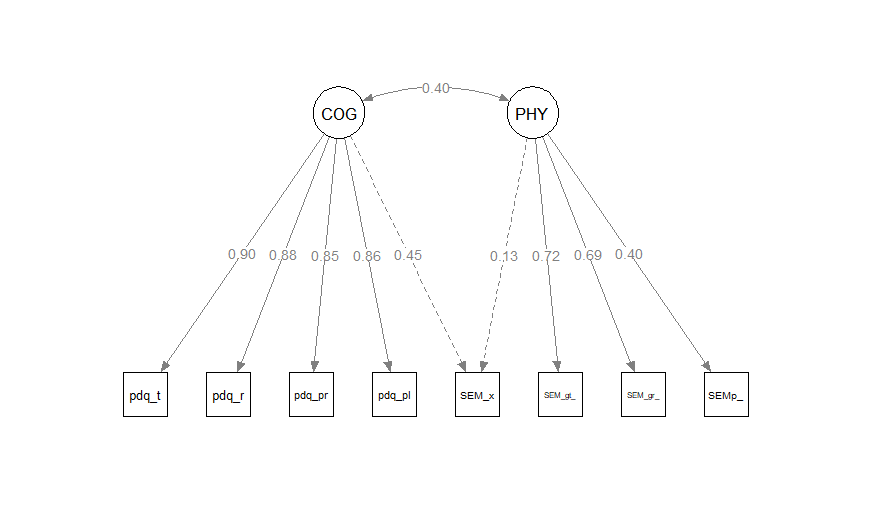 0.40
COG
PHY
0.90 0.88 0.85 0.86 0.45 0.13 0.72 0.69 0.40
pdq_t pdq_r pdq_pr pdq_pl SEM_x SEM_gt_ SEM_gr_ SEMp_